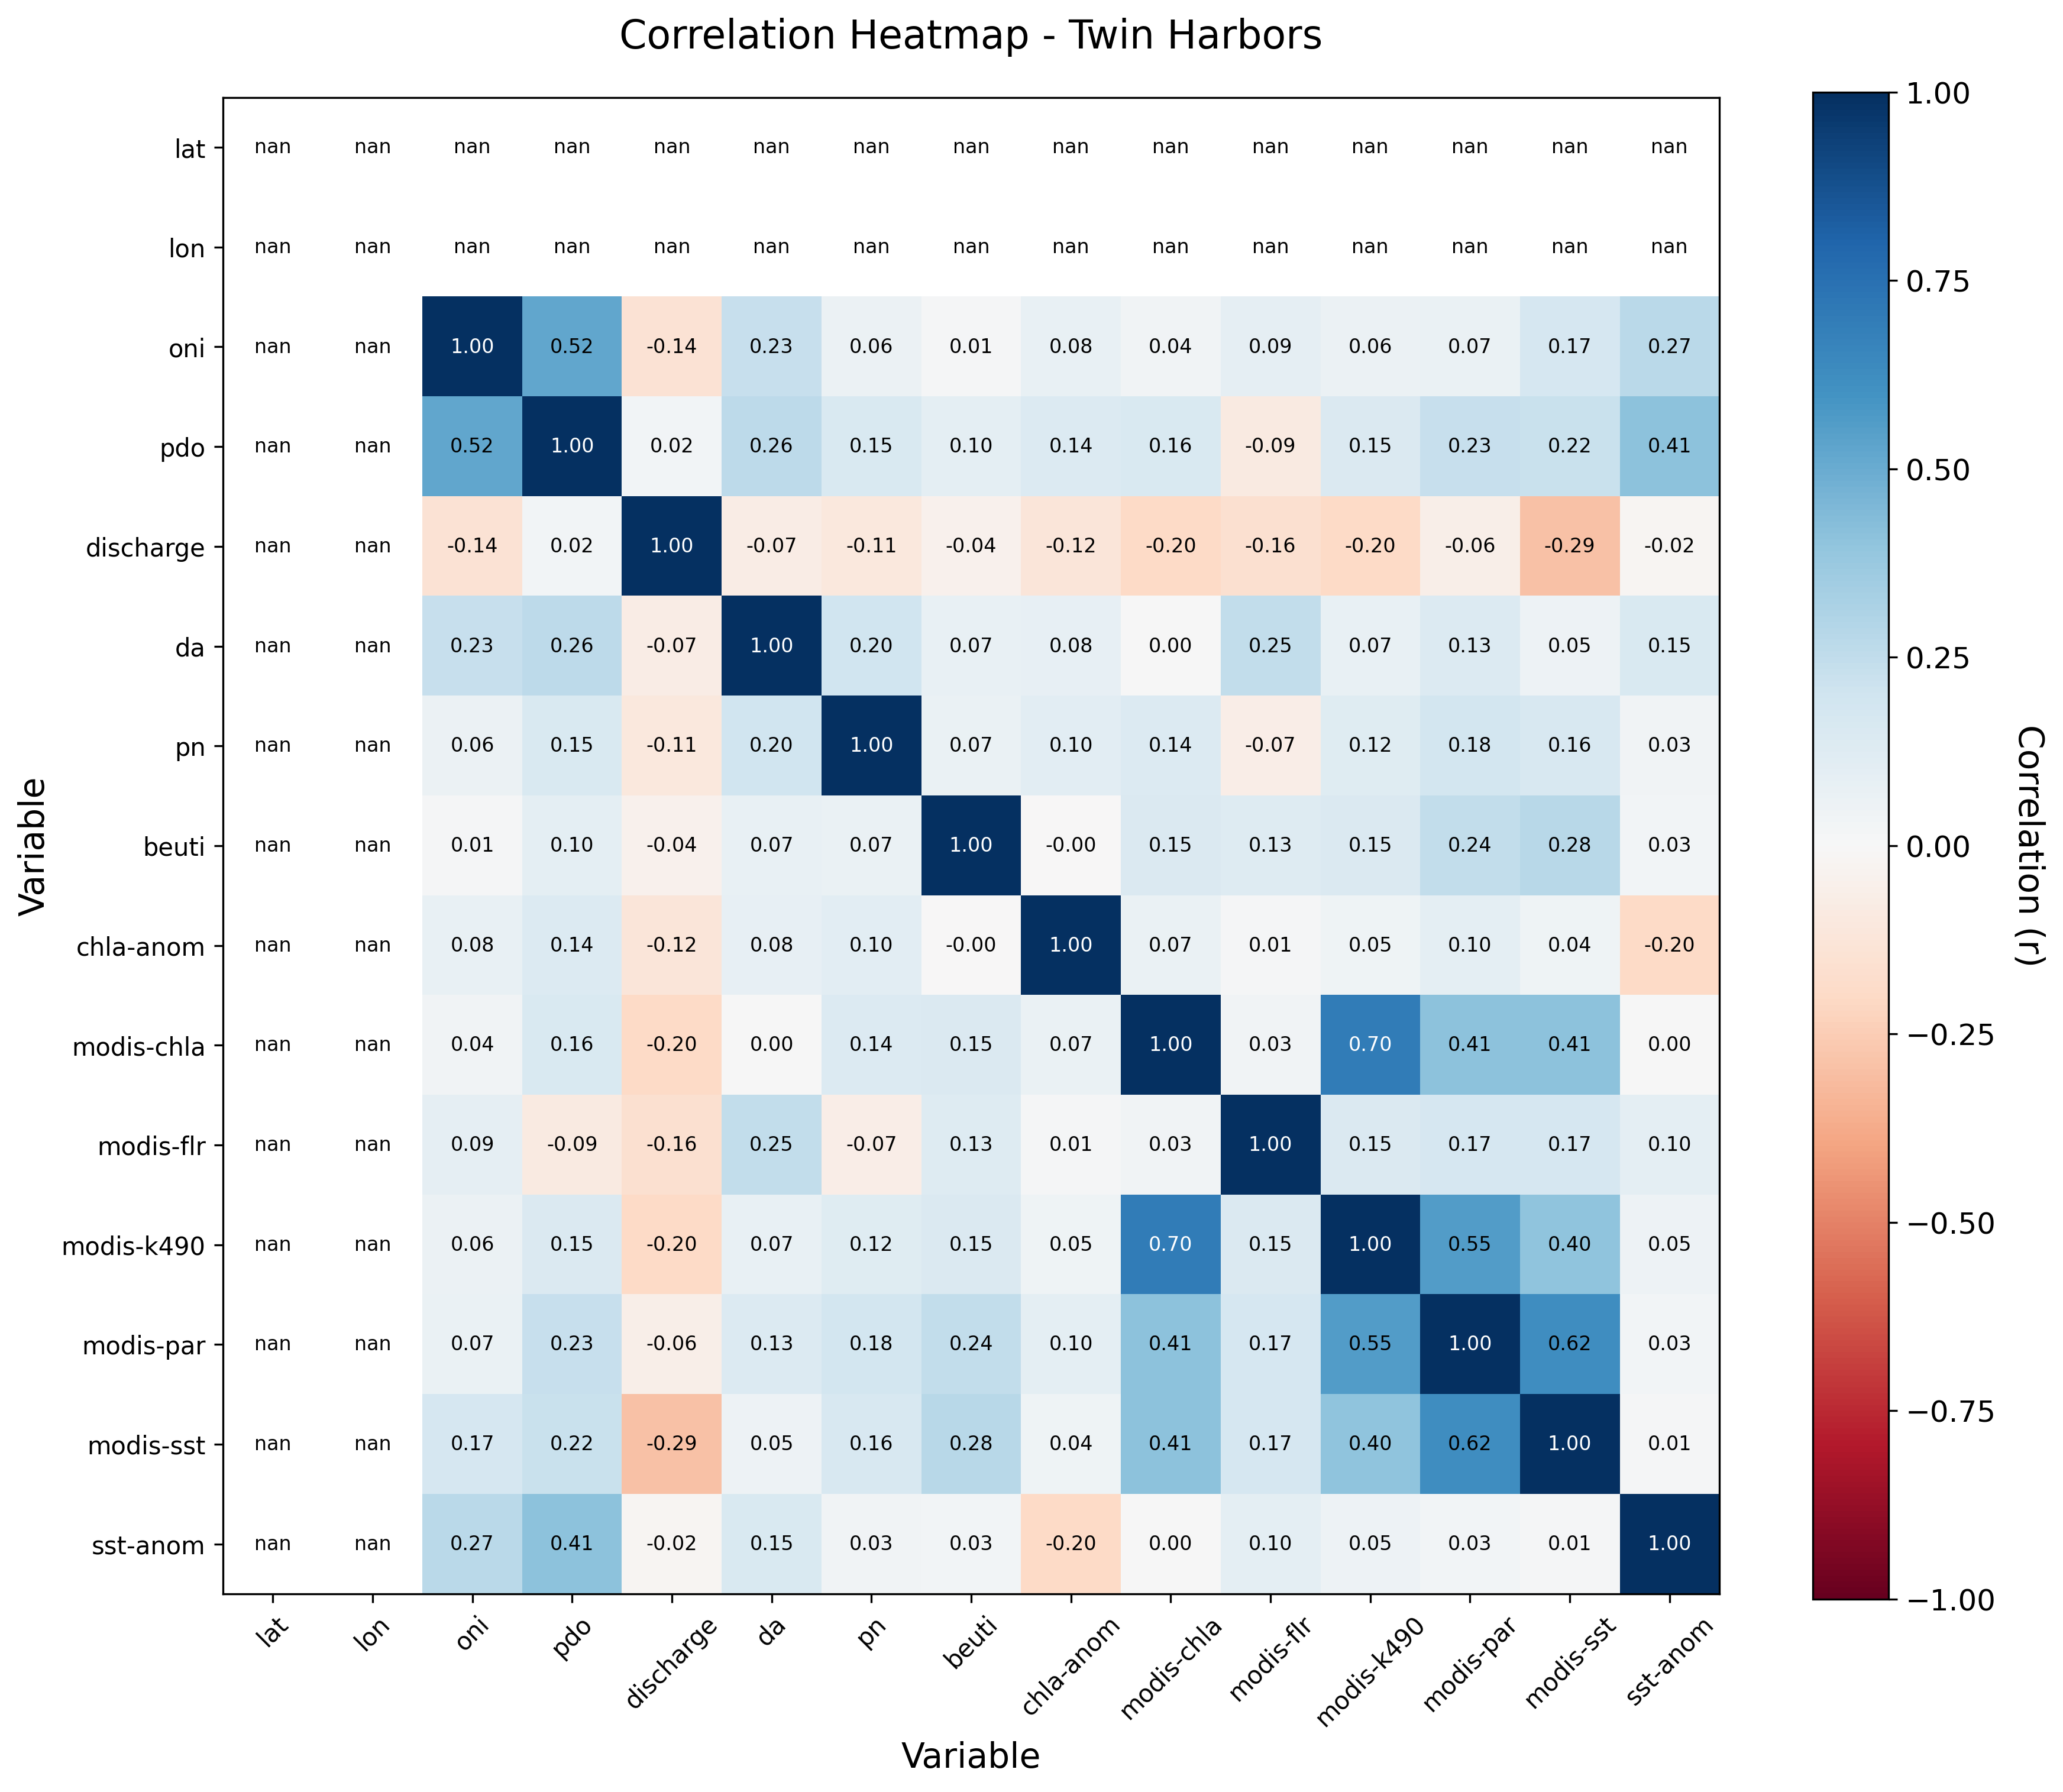 Correlation Heatmap - Twin Harbors
lat nan nan nan nan nan nan nan nan nan nan nan nan nan nan nan
lon nan nan nan nan nan nan nan nan nan nan nan nan nan nan nan
oni nan nan 1.00 0.52 -0.14 0.23 0.06 0.01 0.08 0.04 0.09 0.06 0.07 0.17 0.27
pdo nan nan 0.52 1.00 0.02 0.26 0.15 0.10 0.14 0.16 -0.09 0.15 0.23 0.22 0.41
discharge nan nan -0.14 0.02 1.00 -0.07 -0.11 -0.04 -0.12 -0.20 -0.16 -0.20 -0.06 -0.29 -0.02
da nan nan 0.23 0.26 -0.07 1.00 0.20 0.07 0.08 0.00 0.25 0.07 0.13 0.05 0.15
pn nan nan 0.06 0.15 -0.11 0.20 1.00 0.07 0.10 0.14 -0.07 0.12 0.18 0.16 0.03
beuti nan nan 0.01 0.10 -0.04 0.07 0.07 1.00 -0.00 0.15 0.13 0.15 0.24 0.28 0.03
chla-anom nan nan 0.08 0.14 -0.12 0.08 0.10 -0.00 1.00 0.07 0.01 0.05 0.10 0.04 -0.20
modis-chla nan nan 0.04 0.16 -0.20 0.00 0.14 0.15 0.07 1.00 0.03 0.70 0.41 0.41 0.00
modis-flr nan nan 0.09 -0.09 -0.16 0.25 -0.07 0.13 0.01 0.03 1.00 0.15 0.17 0.17 0.10
modis-k490 nan nan 0.06 0.15 -0.20 0.07 0.12 0.15 0.05 0.70 0.15 1.00 0.55 0.40 0.05
modis-par nan nan 0.07 0.23 -0.06 0.13 0.18 0.24 0.10 0.41 0.17 0.55 1.00 0.62 0.03
modis-sst nan nan 0.17 0.22 -0.29 0.05 0.16 0.28 0.04 0.41 0.17 0.40 0.62 1.00 0.01
sst-anom nan nan 0.27 0.41 -0.02 0.15 0.03 0.03 -0.20 0.00 0.10 0.05 0.03 0.01 1.00
lat lon oni pdo discharge da pn beuti chla-anom modis-chla modis-flr modis-k490 modis-par modis-sst sst-anom
Variable
Variable
1.00
0.75
0.50
0.25
0.00
−0.25
−0.50
−0.75
−1.00
Correlation (r)